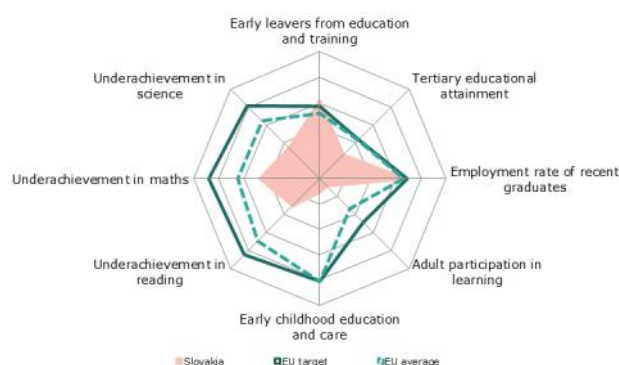 Early leavers from education
and training
Underachievement in
science
Tertiary educational
attainment
Underachievement in maths
Employment rate of recent
graduates
Underachievement in
reading
Adult participation in
learning
Early childhood education
and care
Slovakia
EU target
EU average